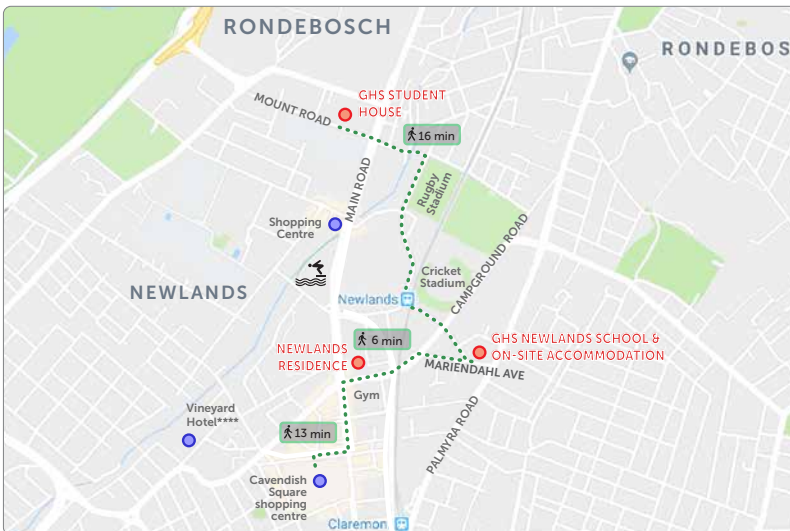 RONDEBOSCH
RONDEBOS
GHS STUDENT
HOUSE
MOUNT ROAD
16 min
MAIN ROAD
Rugby
Stadium
Shopping
Centre
CAMPGROUND ROAD
Cricket
Stadium
NEWLANDS
Newlands
6 min
GHS NEWLANDS SCHOOL &
ON-SITE ACCOMMODATION
NEWLANDS
RESIDENCE
MARIENDAHL AVE
Gym
Vineyard
Hotel****
13 min
PALMYRA ROAD
Cavendish
Square
shopping
centre
Claremon